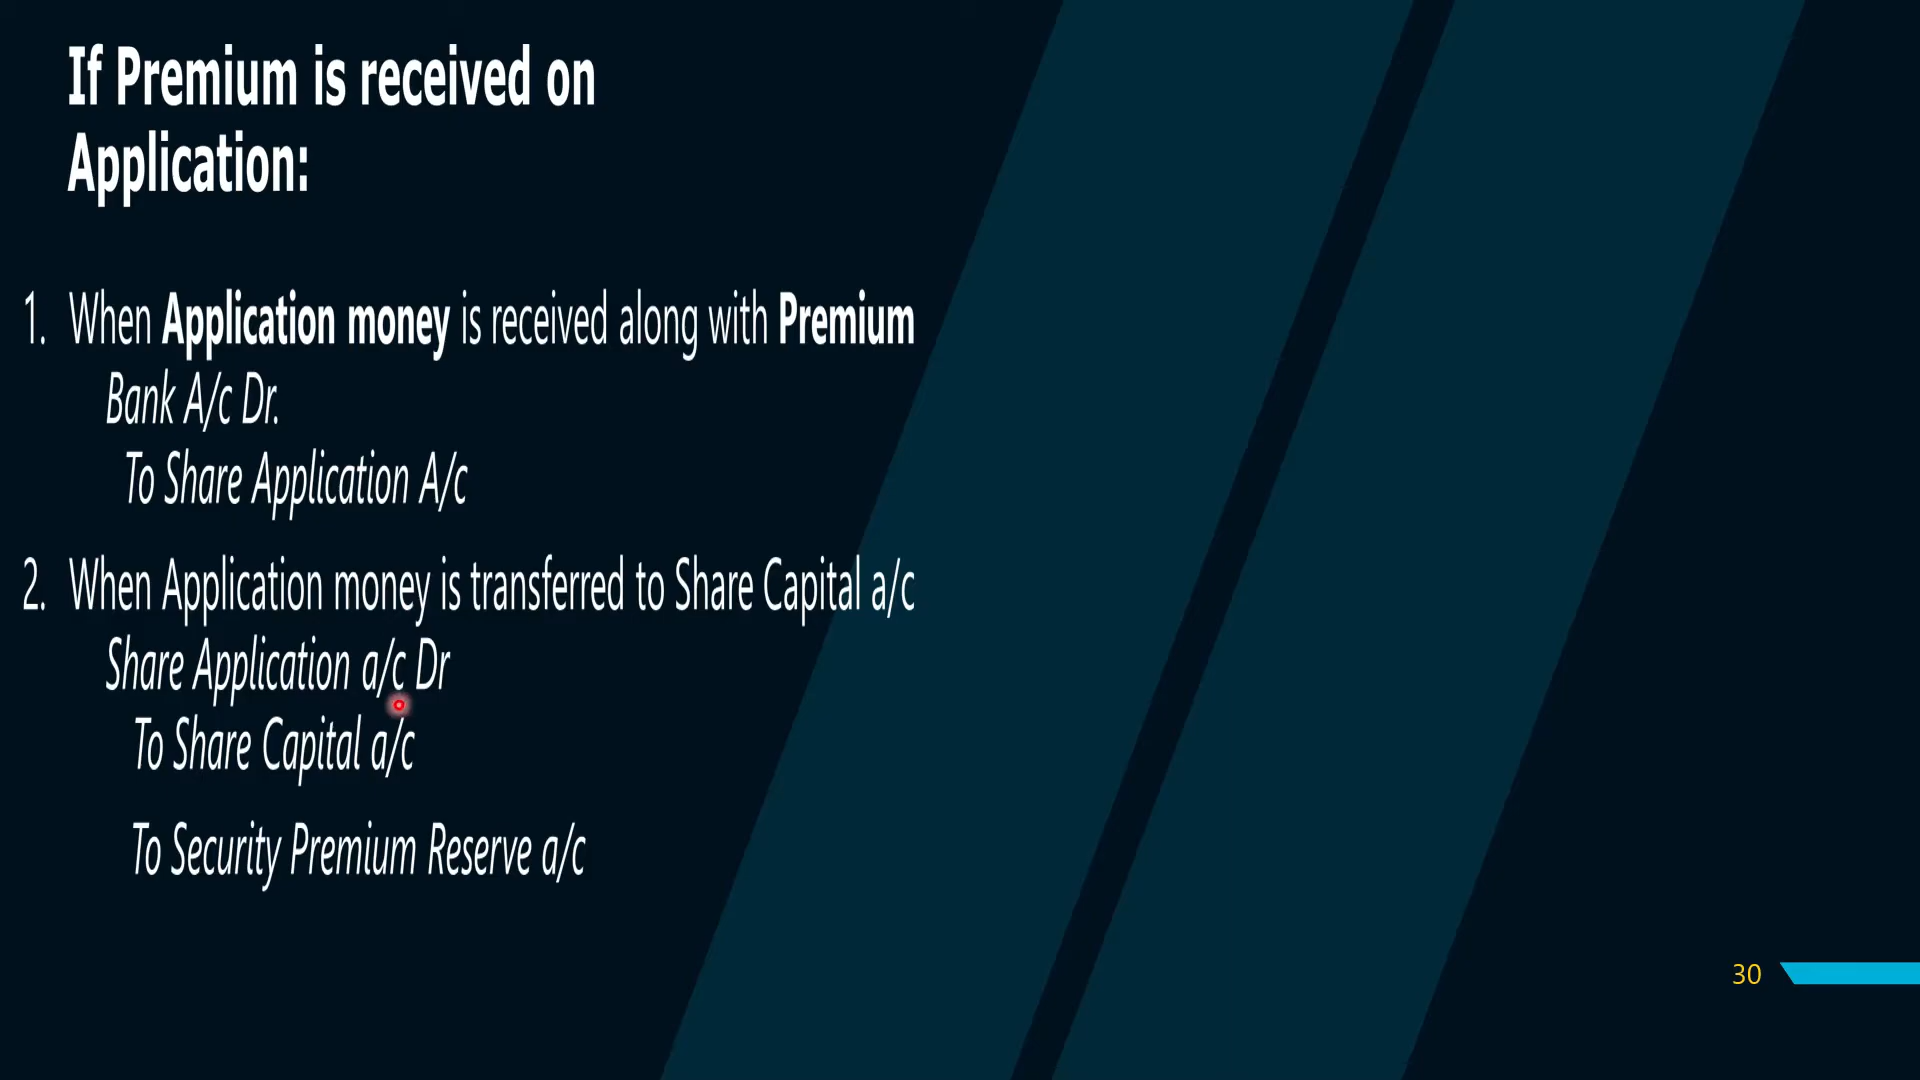 If Premium is received on
Application:
1. When Application money is received along with Premium
Bank A/c Dr.
To Share Application A/c
2. When Application money is transferred to Share Capital a/c
Share Application a/c Dr
To Share Capital a/c
To Security Premium Reserve a/c
30